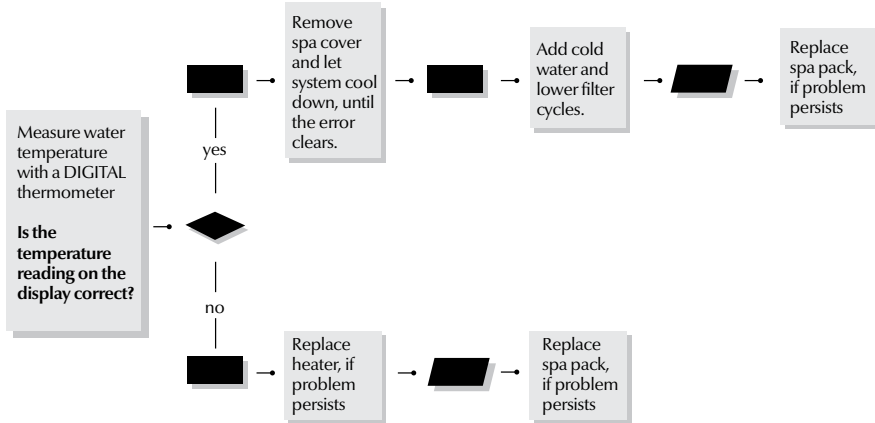 Measure water
temperature
with a DIGITAL
thermometer
Is the
temperature
reading on the
display correct?
yes
Remove
spa cover
and let
system cool
down, until
the error
clears.
Add cold
water and
lower filter
cycles.
Replace
spa pack,
if problem
persists
no
Replace
heater, if
problem
persists
Replace
spa pack,
if problem
persists